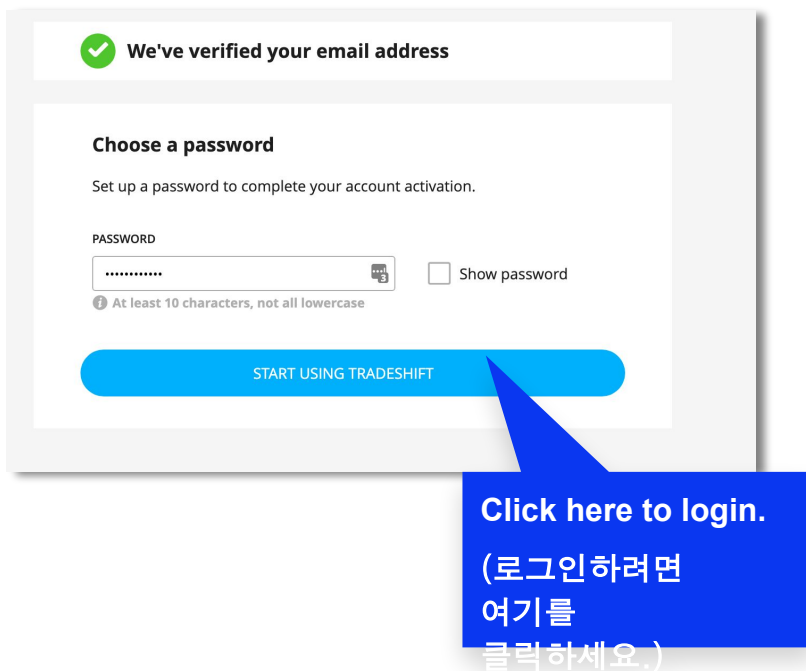 We've verified your email address
Choose a password
Set up a password to complete your account activation.
PASSWORD
••••••••••••
3
Show password
At least 10 characters, not all lowercase
START USING TRADESHIFT
Click here to login.
(로그인하려면
여기를
클릭하세요.)